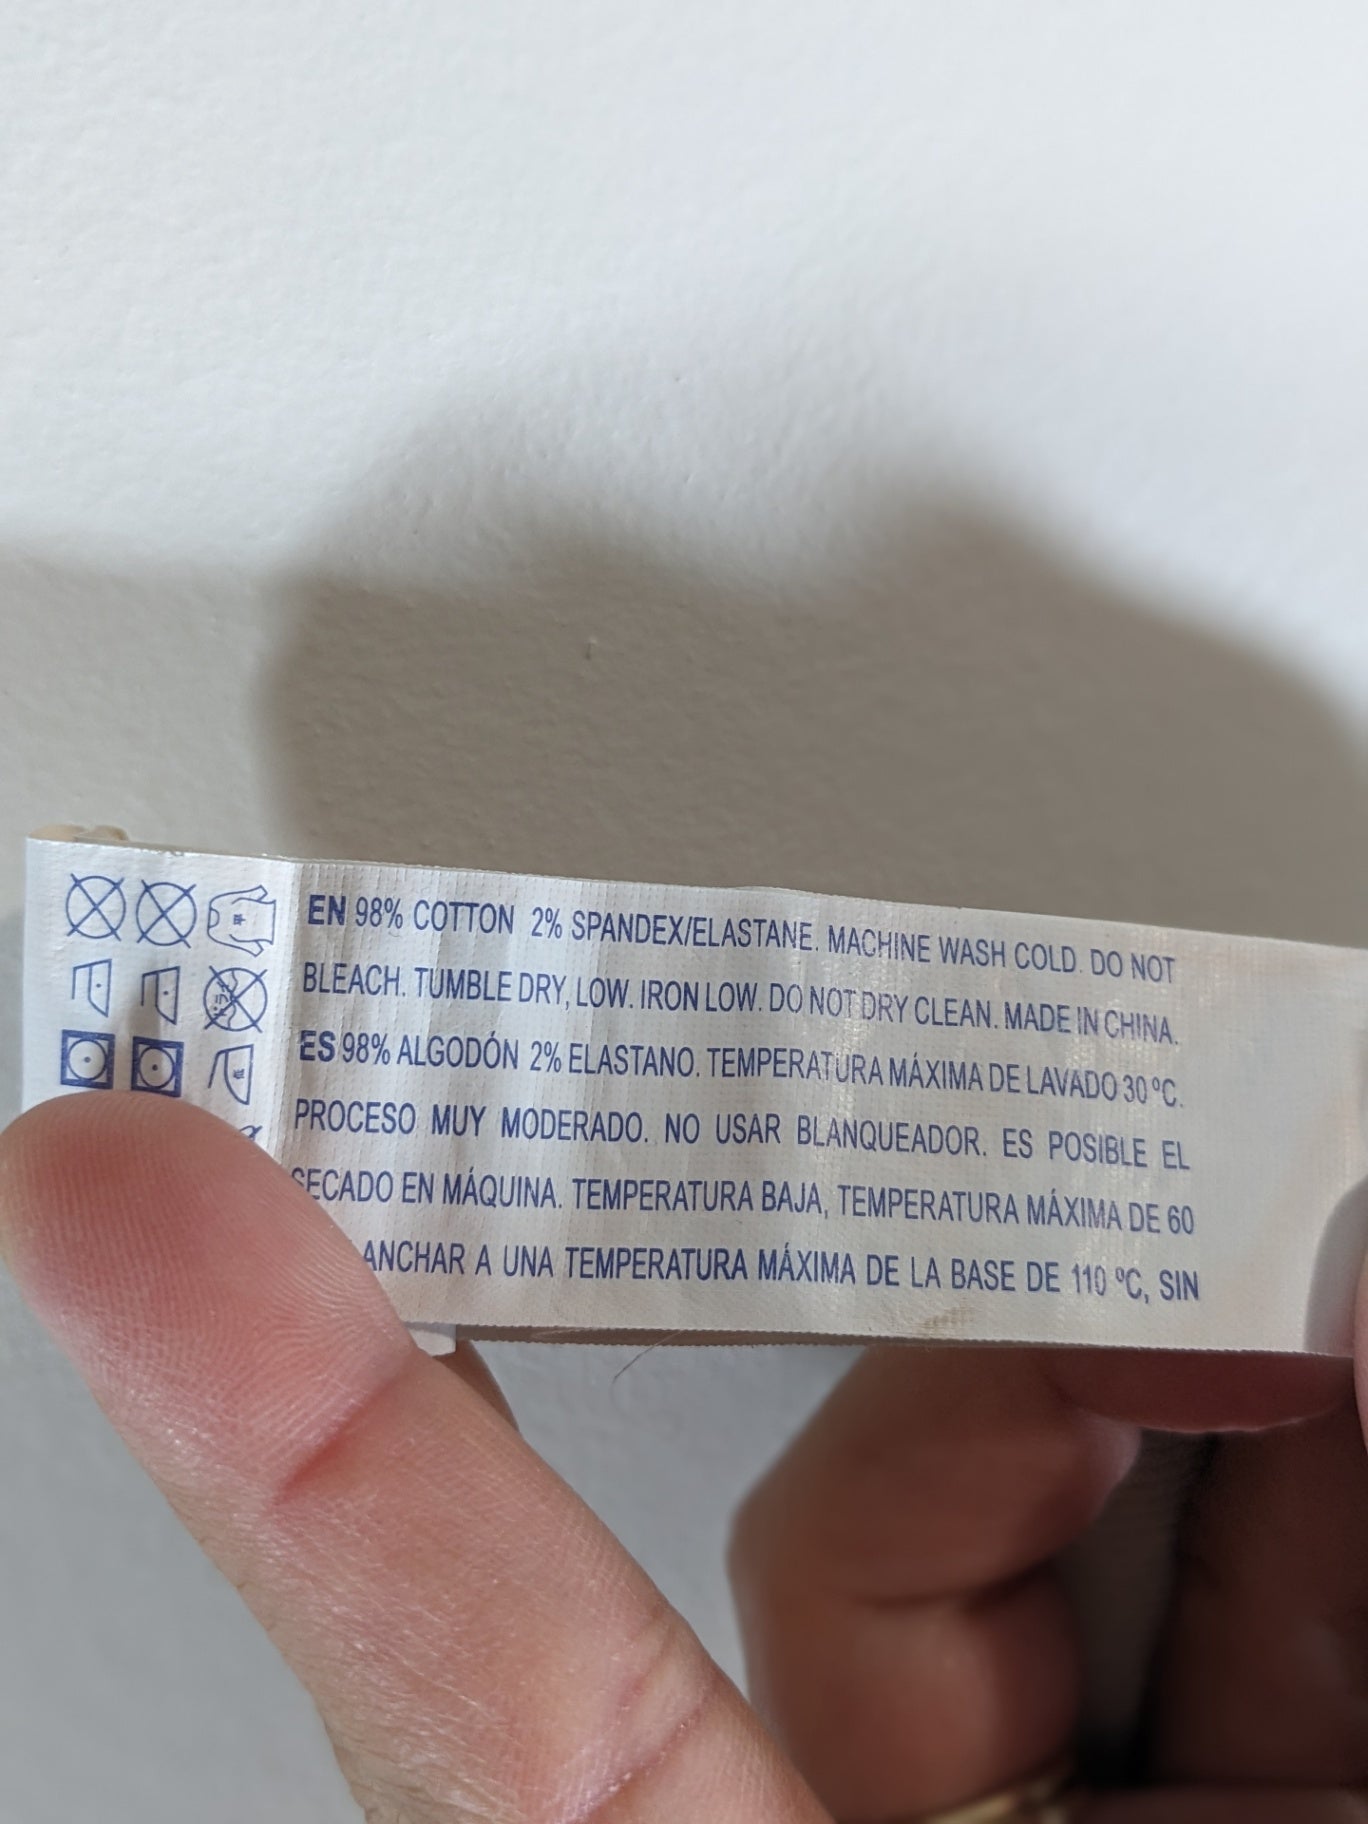 EN 98% COTTON 2% SPANDEX/ELASTANE. MACHINE WASH COLD. DO NOT
BLEACH. TUMBLE DRY, LOW. IRON LOW. DO NOT DRY CLEAN. MADE IN CHINA.
ES 98% ALGODÓN 2% ELASTANO. TEMPERATURA MÁXIMA DE LAVADO 30 ºC.
PROCESO MUY MODERADO. NO USAR BLANQUEADOR. ES POSIBLE EL
SECADO EN MÁQUINA. TEMPERATURA BAJA, TEMPERATURA MÁXIMA DE 60
A UNA TEMPERATURA MÁXIMA DE LA BASE DE 110 ºC, SIN